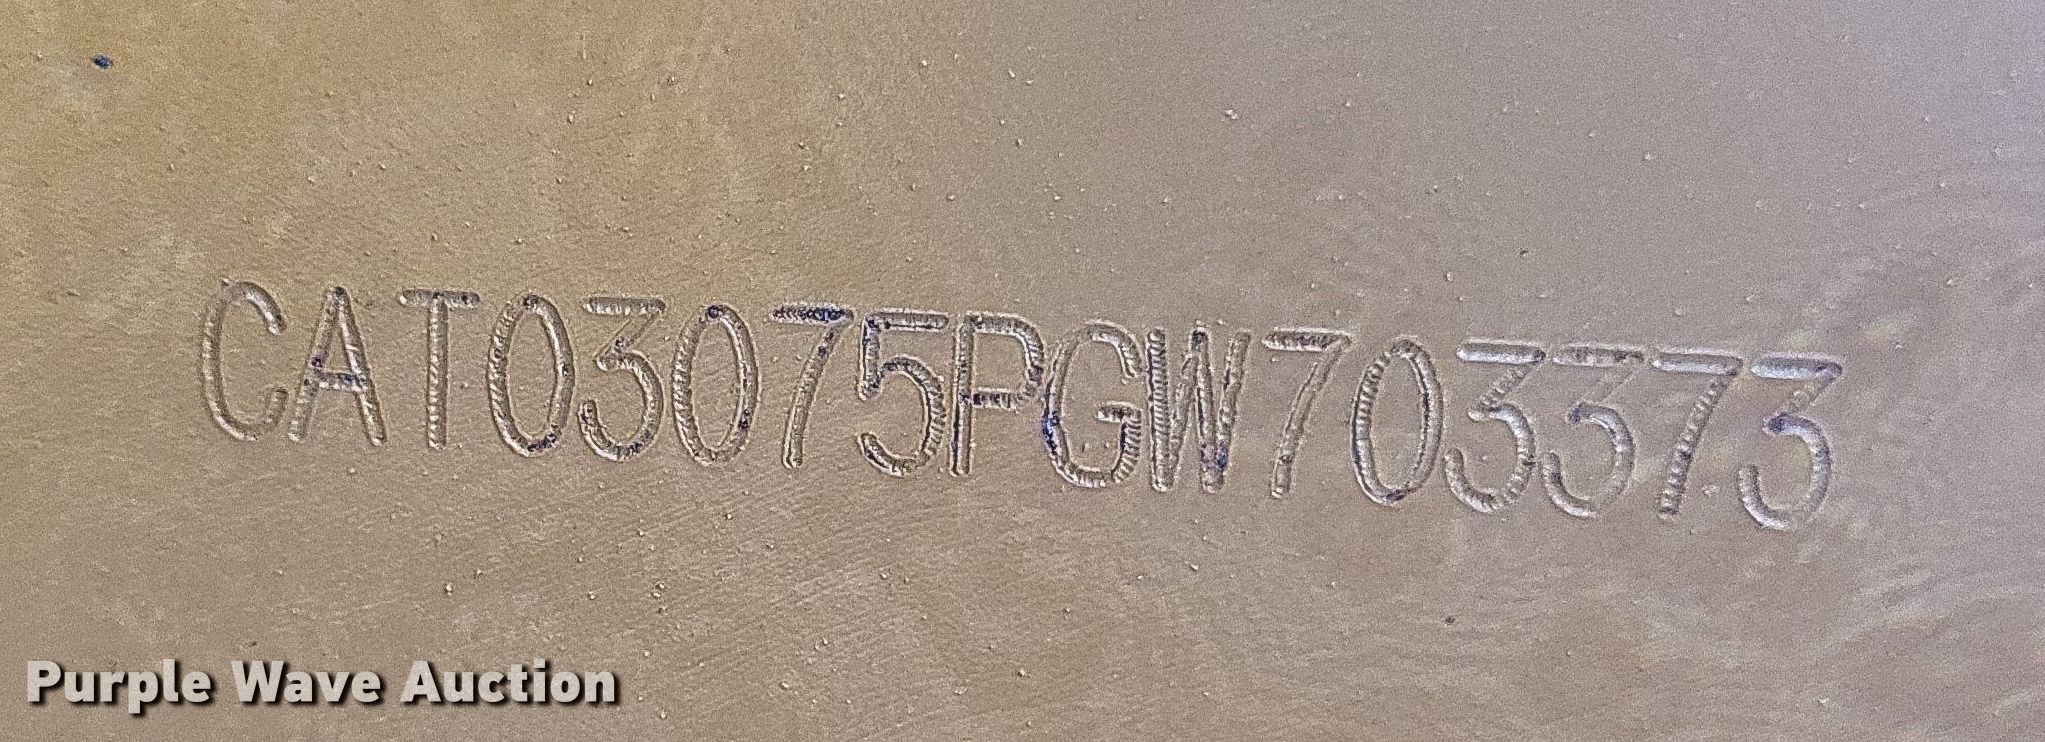 CAT03075PGW703373
Purple Wave Auction